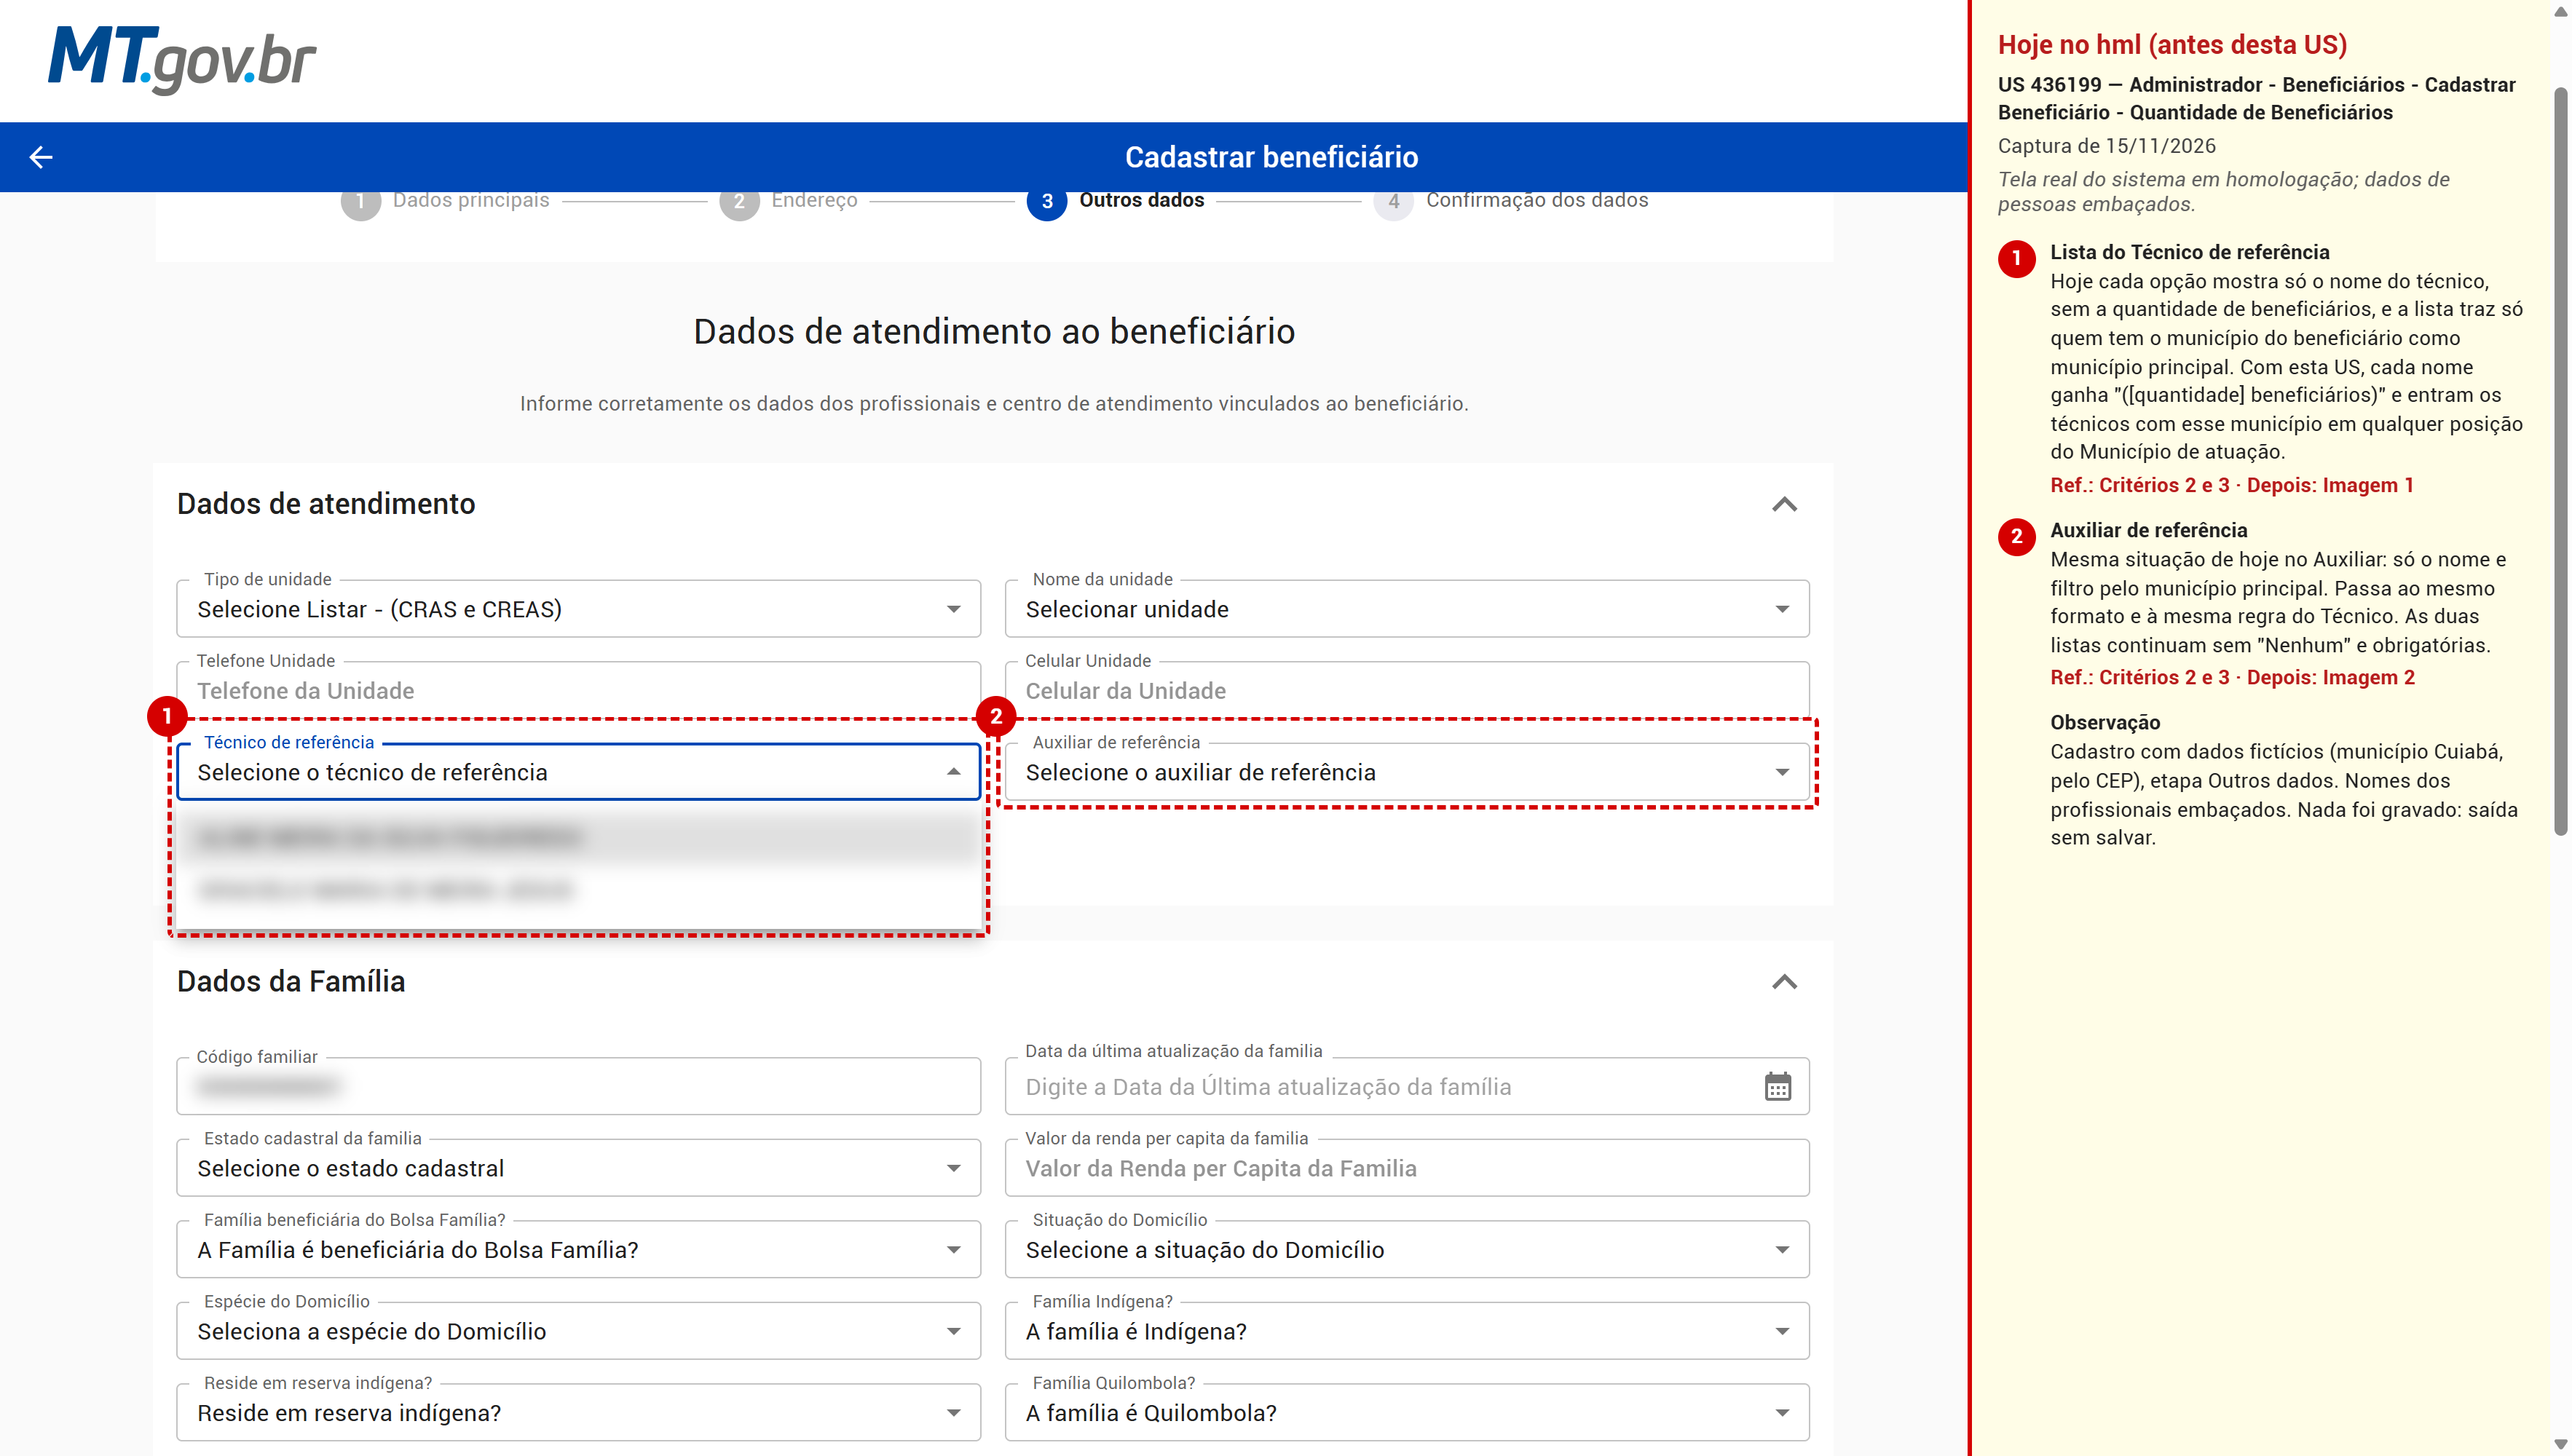 MT.gov.br
Cadastrar beneficiário
1 Dados principais
2 Endereço
3 Outros dados
4 Confirmação dos dados
Dados de atendimento ao beneficiário
Informe corretamente os dados dos profissionais e centro de atendimento vinculados ao beneficiário.
Dados de atendimento
Tipo de unidade
Selecione Listar - (CRAS e CREAS)
Nome da unidade
Selecionar unidade
Telefone Unidade
Telefone da Unidade
Celular Unidade
Celular da Unidade
1
Técnico de referência
Selecione o técnico de referência
2
Auxiliar de referência
Selecione o auxiliar de referência
Dados da Família
Código familiar
Data da última atualização da familia
Digite a Data da Última atualização da família
Estado cadastral da familia
Selecione o estado cadastral
Valor da renda per capita da familia
Valor da Renda per Capita da Familia
Família beneficiária do Bolsa Família?
A Família é beneficiária do Bolsa Família?
Situação do Domicílio
Selecione a situação do Domicílio
Espécie do Domicílio
Seleciona a espécie do Domicílio
Família Indígena?
A família é Indígena?
Reside em reserva indígena?
Reside em reserva indígena?
Família Quilombola?
A família é Quilombola?
Hoje no hml (antes desta US)
US 436199 — Administrador - Beneficiários - Cadastrar
Beneficiário - Quantidade de Beneficiários
Captura de 15/11/2026
Tela real do sistema em homologação; dados de
pessoas embaçados.
1 Lista do Técnico de referência
Hoje cada opção mostra só o nome do técnico,
sem a quantidade de beneficiários, e a lista traz só
quem tem o município do beneficiário como
município principal. Com esta US, cada nome
ganha "([quantidade] beneficiários)" e entram os
técnicos com esse município em qualquer posição
do Município de atuação.
Ref.: Critérios 2 e 3 · Depois: Imagem 1
2 Auxiliar de referência
Mesma situação de hoje no Auxiliar: só o nome e
filtro pelo município principal. Passa ao mesmo
formato e à mesma regra do Técnico. As duas
listas continuam sem "Nenhum" e obrigatórias.
Ref.: Critérios 2 e 3 · Depois: Imagem 2
Observação
Cadastro com dados fictícios (município Cuiabá,
pelo CEP), etapa Outros dados. Nomes dos
profissionais embaçados. Nada foi gravado: saída
sem salvar.